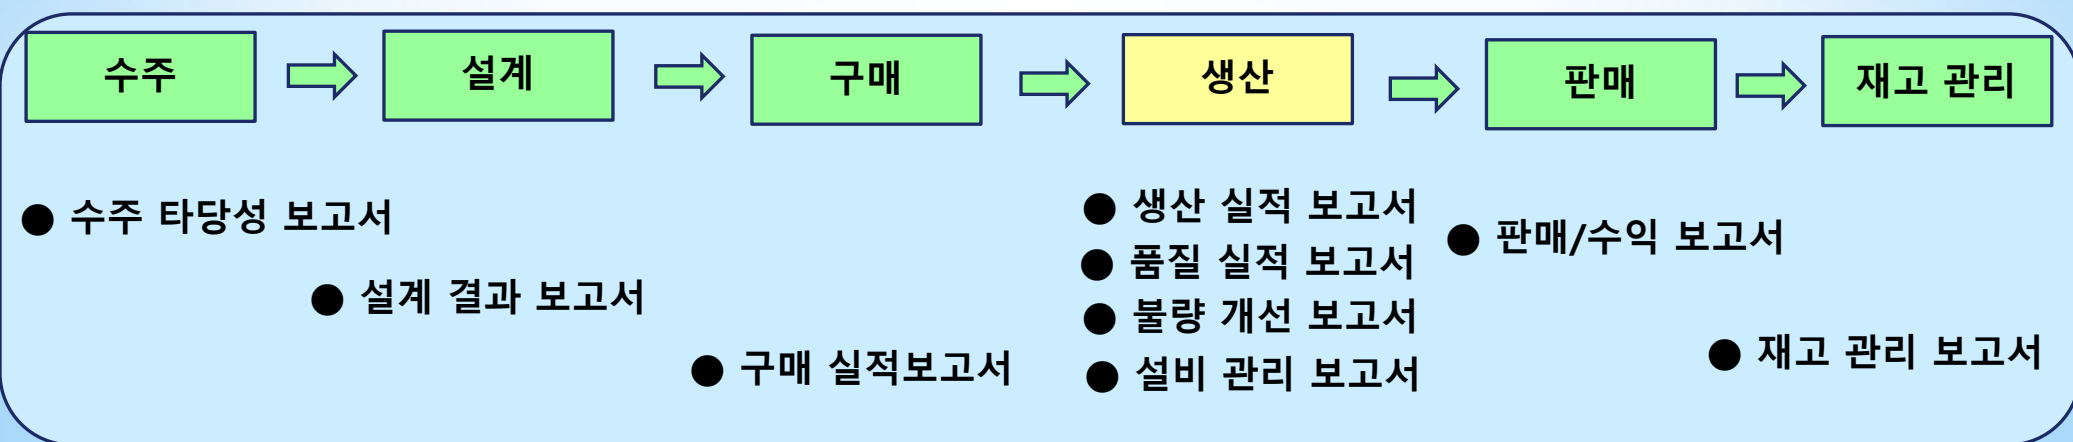 수주
설계
구매
생산
판매
재고 관리
● 수주 타당성 보고서
● 설계 결과 보고서
● 구매 실적보고서
● 생산 실적 보고서
● 품질 실적 보고서
● 불량 개선 보고서
● 설비 관리 보고서
● 판매/수익 보고서
● 재고 관리 보고서